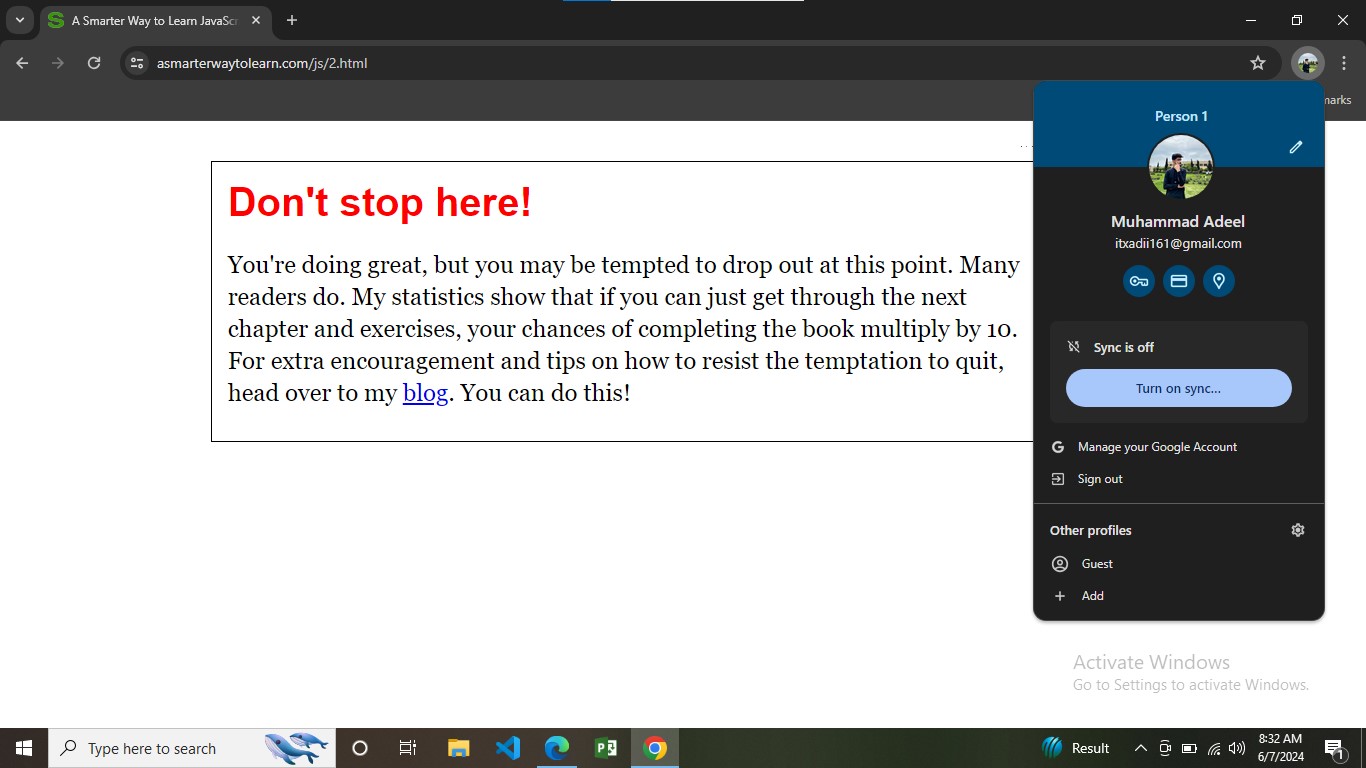 A Smarter Way to Learn JavaScr
asmarterwaytolearn.com/js/2.html
marks
Person 1
Muhammad Adeel
itxadii161@gmail.com
Sync is off
Turn on sync...
G Manage your Google Account
Sign out
Other profiles
Guest
Add
Don't stop here!
You're doing great, but you may be tempted to drop out at this point. Many
readers do. My statistics show that if you can just get through the next
chapter and exercises, your chances of completing the book multiply by 10.
For extra encouragement and tips on how to resist the temptation to quit,
head over to my blog. You can do this!
Activate Windows
Go to Settings to activate Windows.
Type here to search
Result
8:32 AM
6/7/2024
1